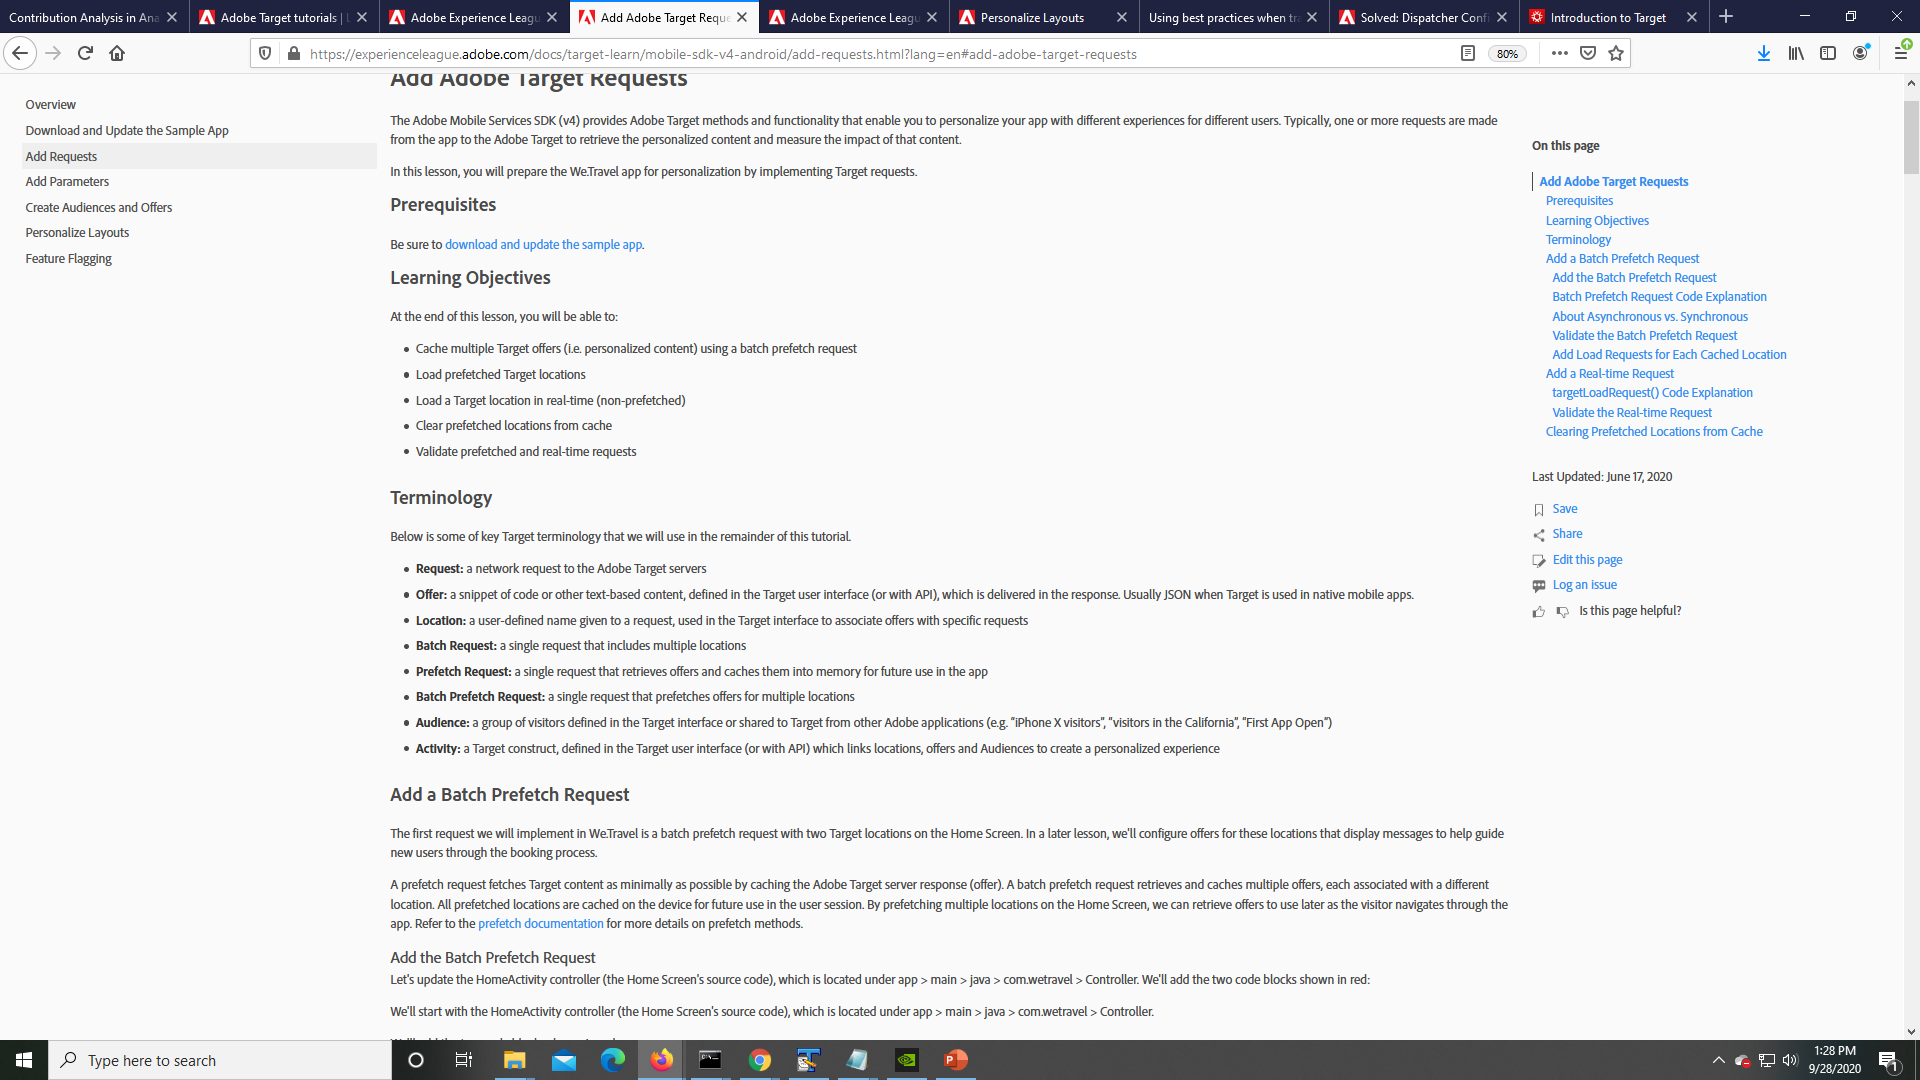 Contribution Analysis in Ana
Adobe Target tutorials |
Adobe Experience Leagu
Add Adobe Target Reque
Adobe Experience Leagu
Personalize Layouts
Using best practices when tra
Solved: Dispatcher Confi
Introduction to Target
https://experienceleague.adobe.com/docs/target-learn/mobile-sdk-v4-android/add-requests.html?lang=en#add-adobe-target-requests
80%
Overview
Download and Update the Sample App
Add Requests
Add Parameters
Create Audiences and Offers
Personalize Layouts
Feature Flagging
Add Adobe Target Requests
The Adobe Mobile Services SDK (v4) provides Adobe Target methods and functionality that enable you to personalize your app with different experiences for different users. Typically, one or more requests are made
from the app to the Adobe Target to retrieve the personalized content and measure the impact of that content.
In this lesson, you will prepare the We.Travel app for personalization by implementing Target requests.
Prerequisites
Be sure to download and update the sample app.
Learning Objectives
At the end of this lesson, you will be able to:
Cache multiple Target offers (i.e. personalized content) using a batch prefetch request
Load prefetched Target locations
Load a Target location in real-time (non-prefetched)
Clear prefetched locations from cache
Validate prefetched and real-time requests
Terminology
Below is some of key Target terminology that we will use in the remainder of this tutorial.
Request: a network request to the Adobe Target servers
Offer: a snippet of code or other text-based content, defined in the Target user interface (or with API), which is delivered in the response. Usually JSON when Target is used in native mobile apps.
Location: a user-defined name given to a request, used in the Target interface to associate offers with specific requests
Batch Request: a single request that includes multiple locations
Prefetch Request: a single request that retrieves offers and caches them into memory for future use in the app
Batch Prefetch Request: a single request that prefetches offers for multiple locations
Audience: a group of visitors defined in the Target interface or shared to Target from other Adobe applications (e.g. "iPhone X visitors", "visitors in the California", "First App Open")
Activity: a Target construct, defined in the Target user interface (or with API) which links locations, offers and Audiences to create a personalized experience
Add a Batch Prefetch Request
The first request we will implement in We.Travel is a batch prefetch request with two Target locations on the Home Screen. In a later lesson, we'll configure offers for these locations that display messages to help guide
new users through the booking process.
A prefetch request fetches Target content as minimally as possible by caching the Adobe Target server response (offer). A batch prefetch request retrieves and caches multiple offers, each associated with a different
location. All prefetched locations are cached on the device for future use in the user session. By prefetching multiple locations on the Home Screen, we can retrieve offers to use later as the visitor navigates through the
app. Refer to the prefetch documentation for more details on prefetch methods.
Add the Batch Prefetch Request
Let's update the HomeActivity controller (the Home Screen's source code), which is located under app > main > java > com.wetravel > Controller. We'll add the two code blocks shown in red:
We'll start with the HomeActivity controller (the Home Screen's source code), which is located under app > main > java > com.wetravel > Controller.
On this page
Add Adobe Target Requests
Prerequisites
Learning Objectives
Terminology
Add a Batch Prefetch Request
Add the Batch Prefetch Request
Batch Prefetch Request Code Explanation
About Asynchronous vs. Synchronous
Validate the Batch Prefetch Request
Add Load Requests for Each Cached Location
Add a Real-time Request
targetLoadRequest() Code Explanation
Validate the Real-time Request
Clearing Prefetched Locations from Cache
Last Updated: June 17, 2020
Save
Share
Edit this page
Log an issue
Is this page helpful?
Type here to search
1:28 PM
9/28/2020
1